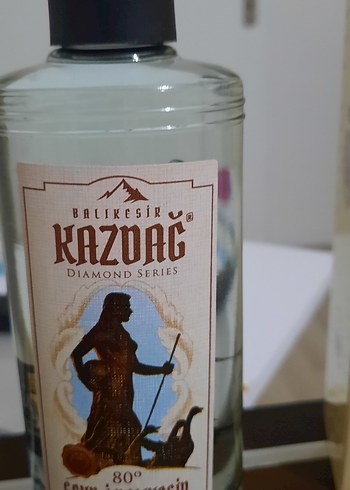 BALIKESİR
KAZDAĞ®
DIAMOND SERIES
80°